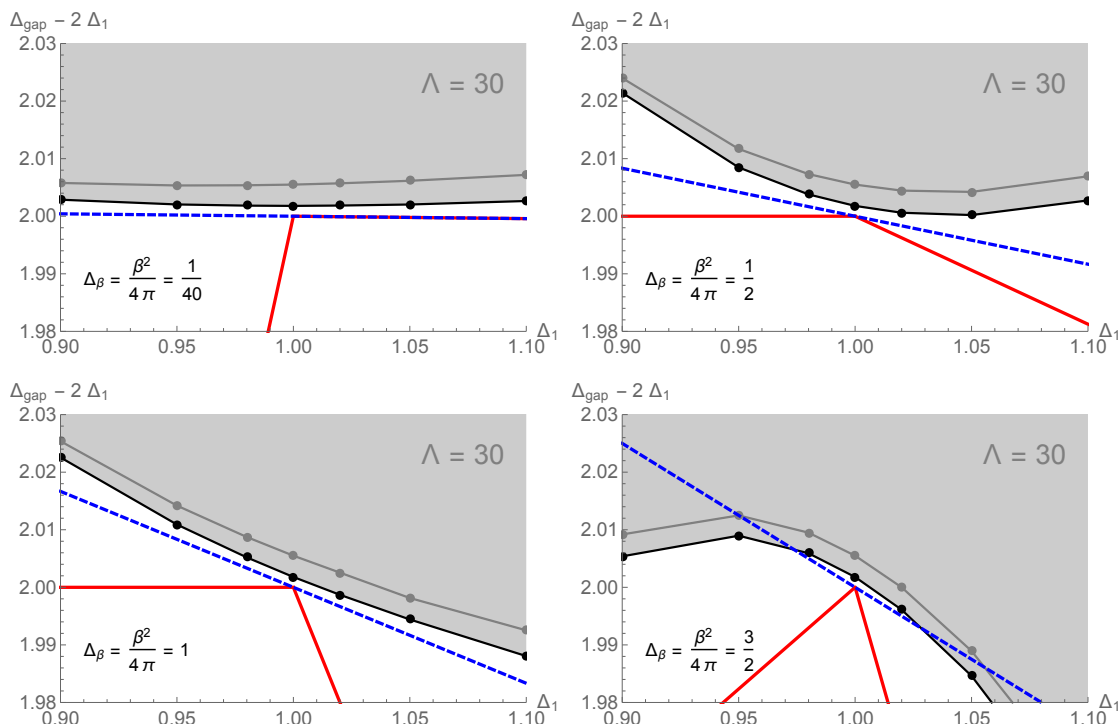 Δgap – 2 Δ1
2.03
2.02
2.01
2.00
1.99
1.98
0.90 0.95 1.00 1.05 1.10
Δ1
Λ = 30
Δβ = β²/4 π = 1/40
Δgap – 2 Δ1
2.03
2.02
2.01
2.00
1.99
1.98
0.90 0.95 1.00 1.05 1.10
Δ1
Λ = 30
Δβ = β²/4 π = 1/2
Δgap – 2 Δ1
2.03
2.02
2.01
2.00
1.99
1.98
0.90 0.95 1.00 1.05 1.10
Δ1
Λ = 30
Δβ = β²/4 π = 1
Δgap – 2 Δ1
2.03
2.02
2.01
2.00
1.99
1.98
0.90 0.95 1.00 1.05 1.10
Δ1
Λ = 30
Δβ = β²/4 π = 3/2